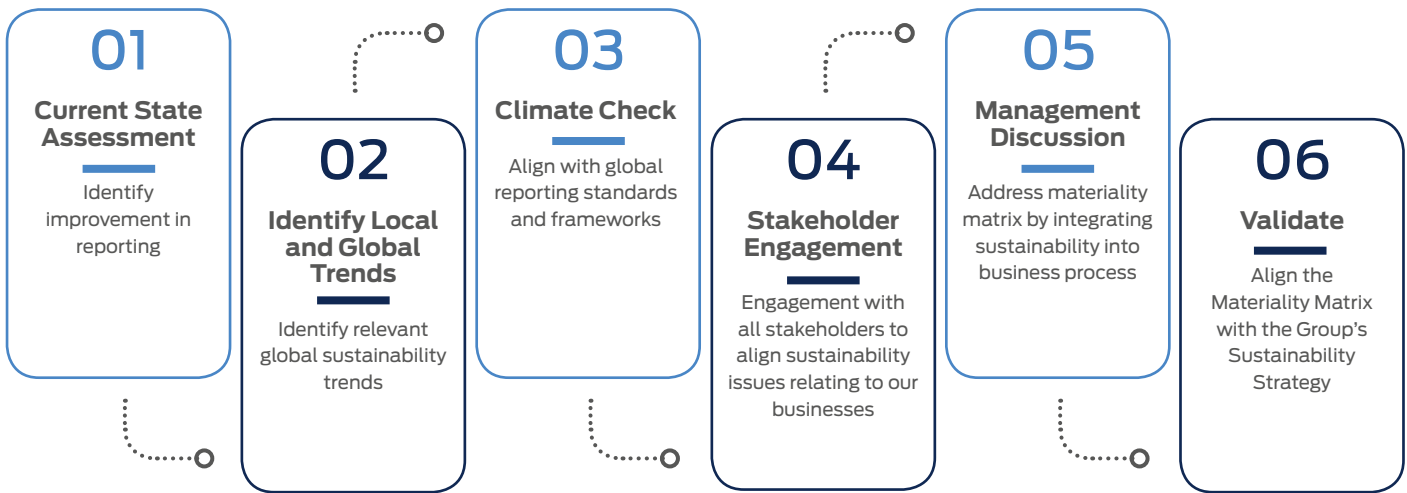 01
Current State
Assessment
Identify
improvement in
reporting
02
Identify Local
and Global
Trends
Identify relevant
global sustainability
trends
03
Climate Check
Align with global
reporting standards
and frameworks
04
Stakeholder
Engagement
Engagement with
all stakeholders to
align sustainability
issues relating to our
businesses
05
Management
Discussion
Address materiality
matrix by integrating
sustainability into
business process
06
Validate
Align the
Materiality Matrix
with the Group's
Sustainability
Strategy